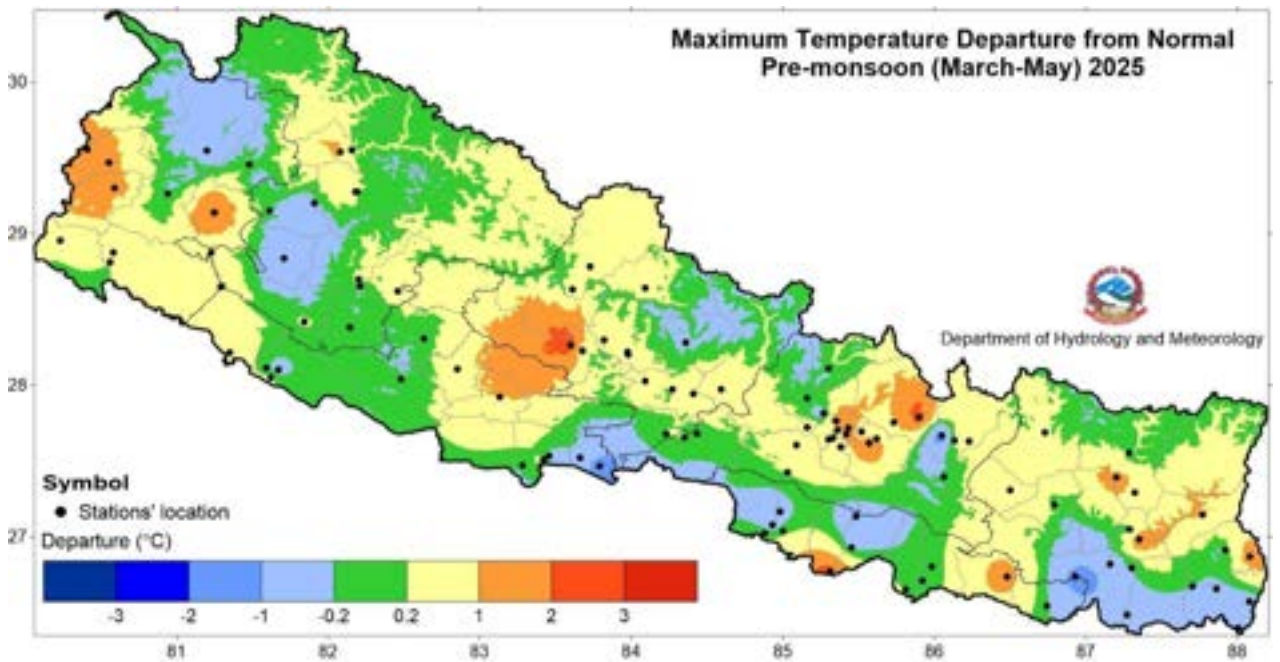 Maximum Temperature Departure from Normal
Pre-monsoon (March-May) 2025
30
29
28
27
Department of Hydrology and Meteorology
Symbol
Stations' location
Departure (°C)
-3 -2 -1 -0.2 0.2 1 2 3
81 82 83 84 85 86 87 88